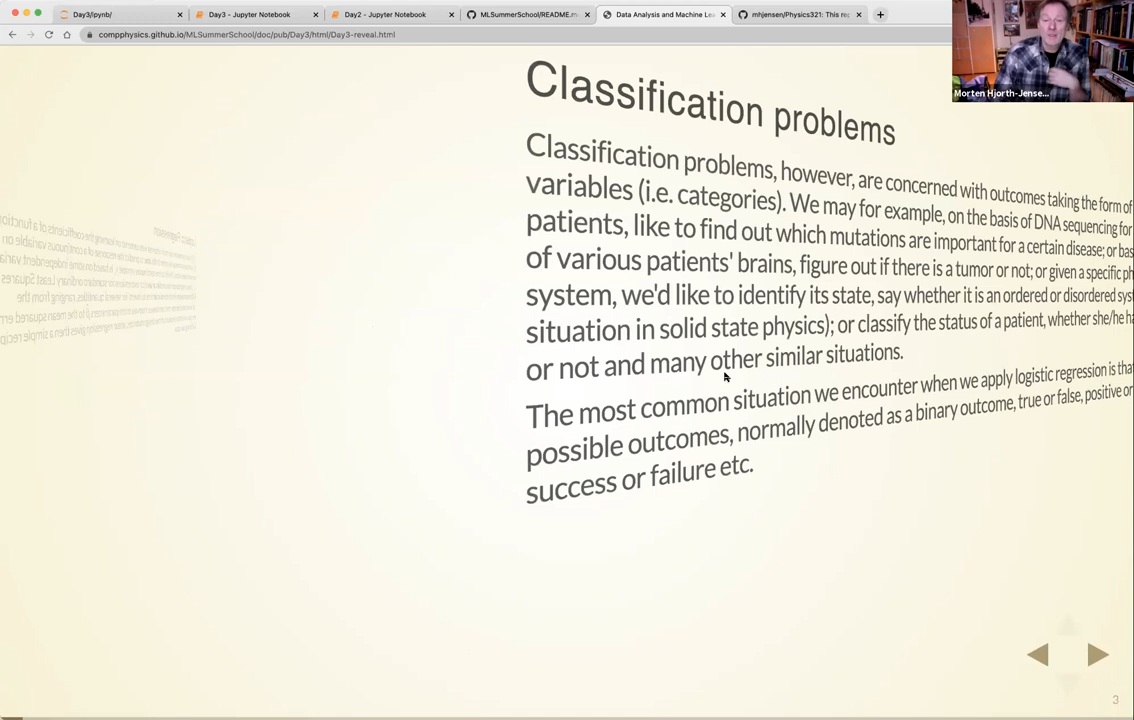 Day3/ipynb/
Day3 - Jupyter Notebook
Day2 - Jupyter Notebook
MLSummerSchool/README.m
Data Analysis and Machine Le
mhjensen/Physics321: This re
compphysics.github.io/MLSummerSchool/doc/pub/Day3/html/Day3-reveal.html
Morten Hjorth-Jense...
Classification problems
Classification problems, however, are concerned with outcomes taking the form of
variables (i.e. categories). We may for example, on the basis of DNA sequencing for
patients, like to find out which mutations are important for a certain disease; or bas
of various patients' brains, figure out if there is a tumor or not; or given a specific ph
system, we'd like to identify its state, say whether it is an ordered or disordered sys
situation in solid state physics); or classify the status of a patient, whether she/he ha
or not and many other similar situations.
The most common situation we encounter when we apply logistic regression is tha
possible outcomes, normally denoted as a binary outcome, true or false, positive or
success or failure etc.
3